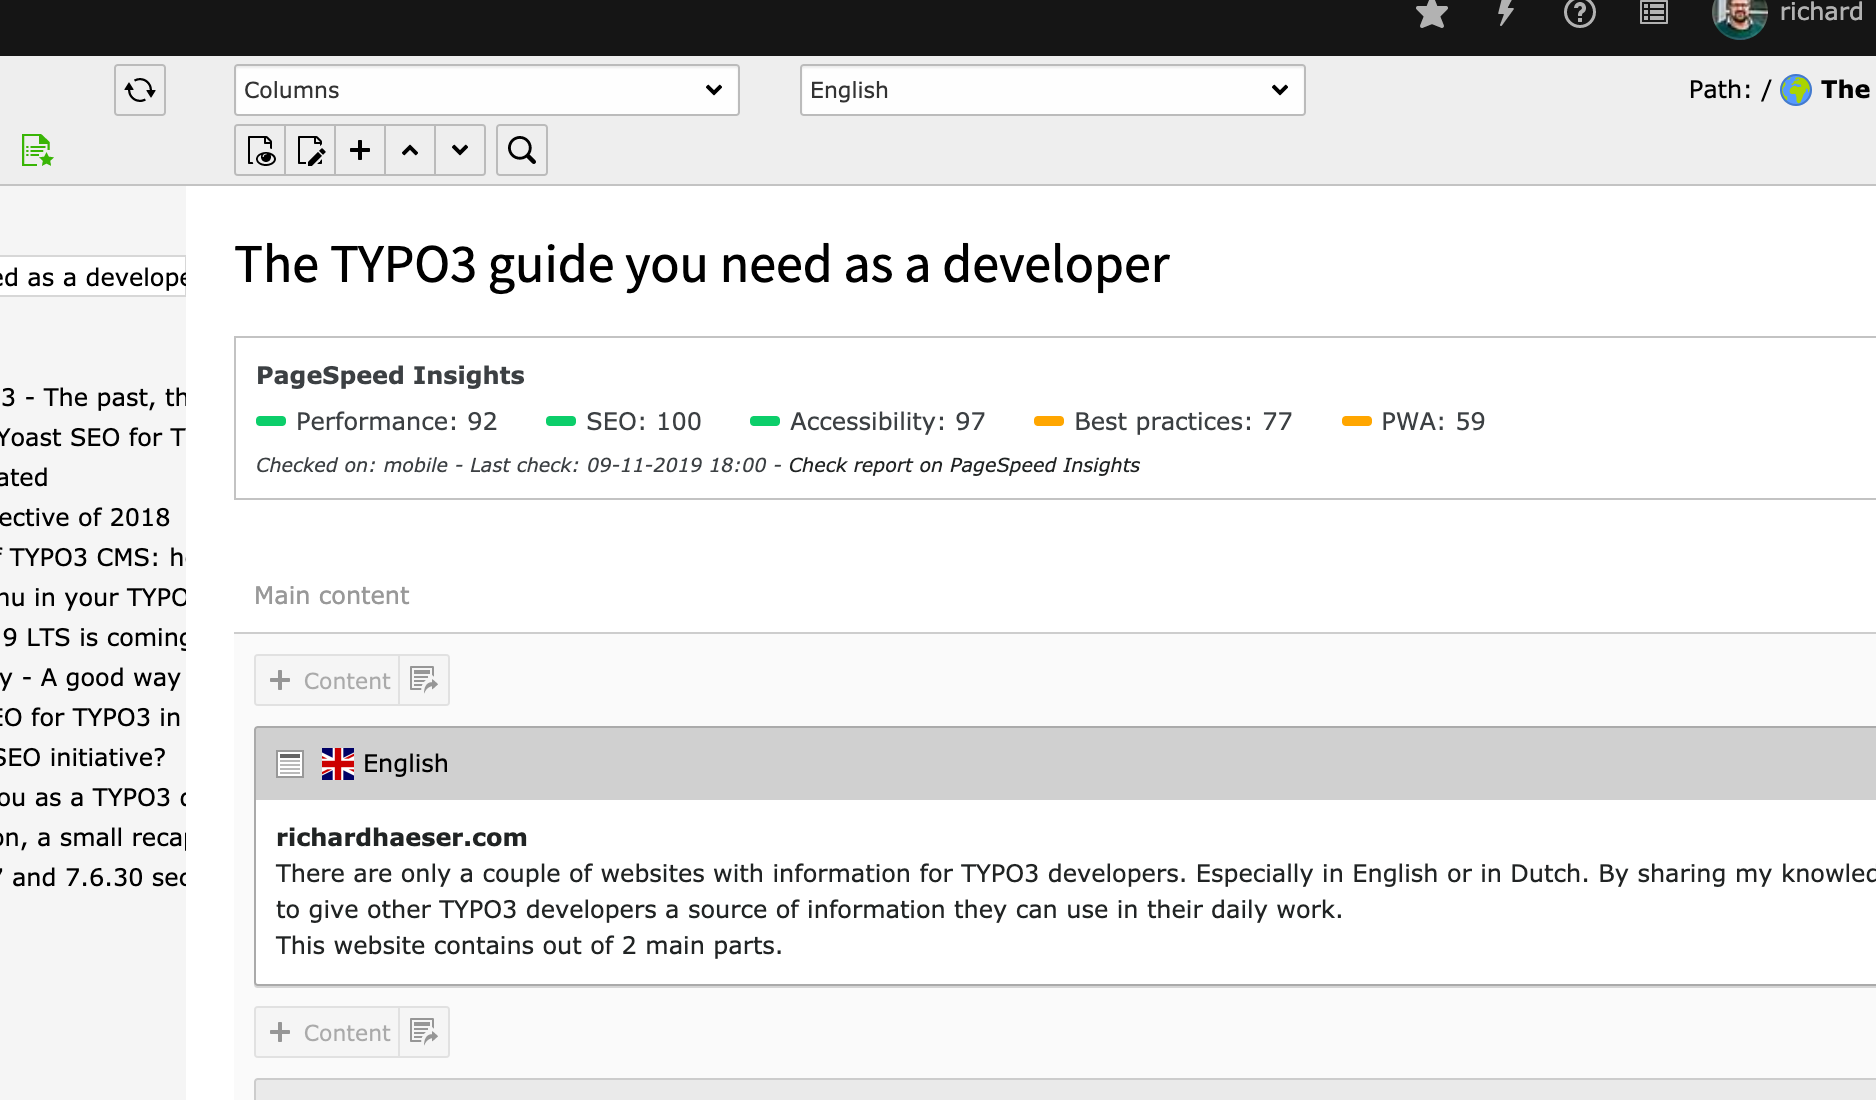 richard
Columns
English
Path: / The
ed as a develope
The TYPO3 guide you need as a developer
PageSpeed Insights
Performance: 92 SEO: 100 Accessibility: 97 Best practices: 77 PWA: 59
Checked on: mobile - Last check: 09-11-2019 18:00 - Check report on PageSpeed Insights
3 - The past, th
Yoast SEO for T
ated
ective of 2018
f TYPO3 CMS: h
nu in your TYPO
9 LTS is coming
y - A good way
EO for TYPO3 in
SEO initiative?
ou as a TYPO3 d
on, a small recap
7 and 7.6.30 sec
Main content
Content
English
richardhaeser.com
There are only a couple of websites with information for TYPO3 developers. Especially in English or in Dutch. By sharing my knowled
to give other TYPO3 developers a source of information they can use in their daily work.
This website contains out of 2 main parts.
Content